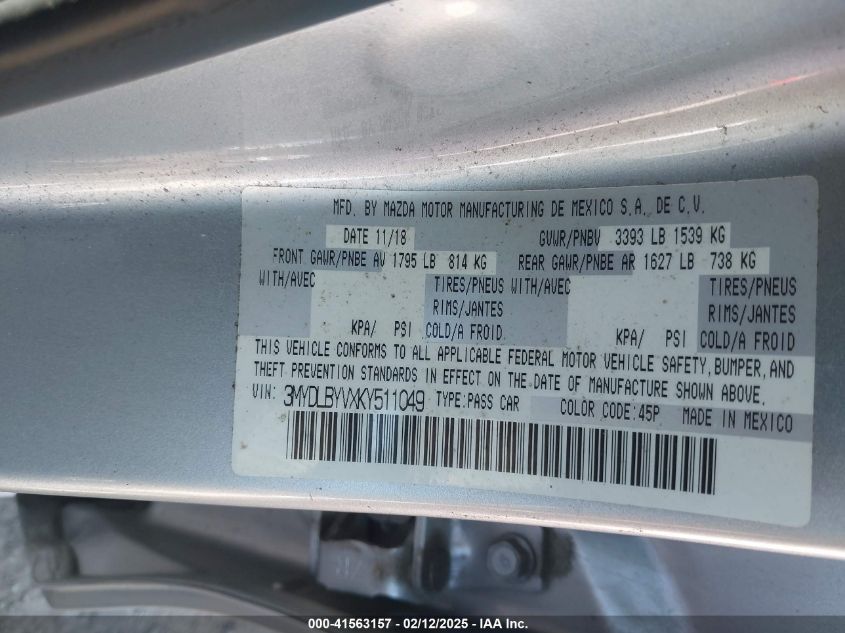 MFD. BY MAZDA MOTOR MANUFACTURING DE MEXICO S.A. DE C.V.
DATE 11/18 GVWR/PNBV 3393 LB 1539 KG
FRONT GAWR/PNBE AV 1795 LB 814 KG REAR GAWR/PNBE AR 1627 LB 738 KG
WITH/AVEC TIRES/PNEUS WITH/AVEC TIRES/PNEUS
RIMS/JANTES RIMS/JANTES
KPA/ PSI COLD/A FROID KPA/ PSI COLD/A FROID
THIS VEHICLE CONFORMS TO ALL APPLICABLE FEDERAL MOTOR VEHICLE SAFETY, BUMPER, AND
THEFT PREVENTION STANDARDS IN EFFECT ON THE DATE OF MANUFACTURE SHOWN ABOVE.
VIN: 3MYDLBYVXKY511049 TYPE:PASS CAR COLOR CODE:45P MADE IN MEXICO
000-41563157 - 02/12/2025 - IAA Inc.